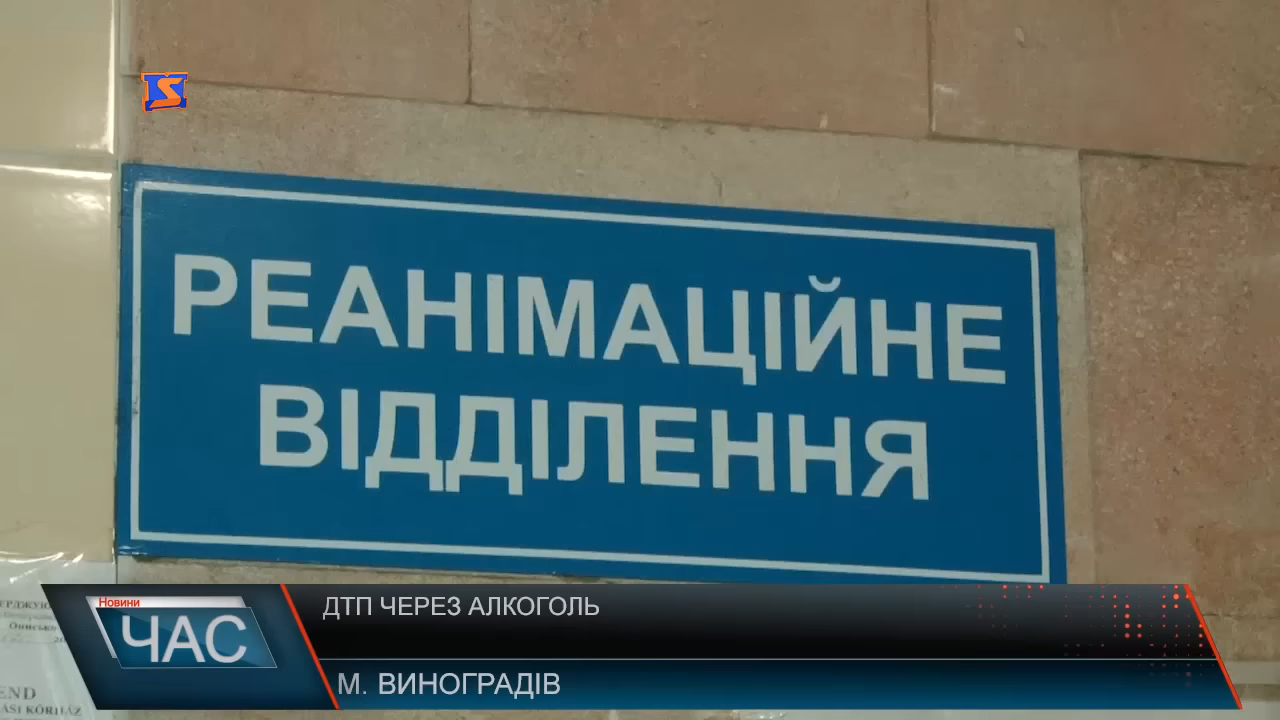 РЕАНІМАЦІЙНЕ
ВІДДІЛЕННЯ
Новини
ЧАС
ДТП ЧЕРЕЗ АЛКОГОЛЬ
М. ВИНОГРАДІВ